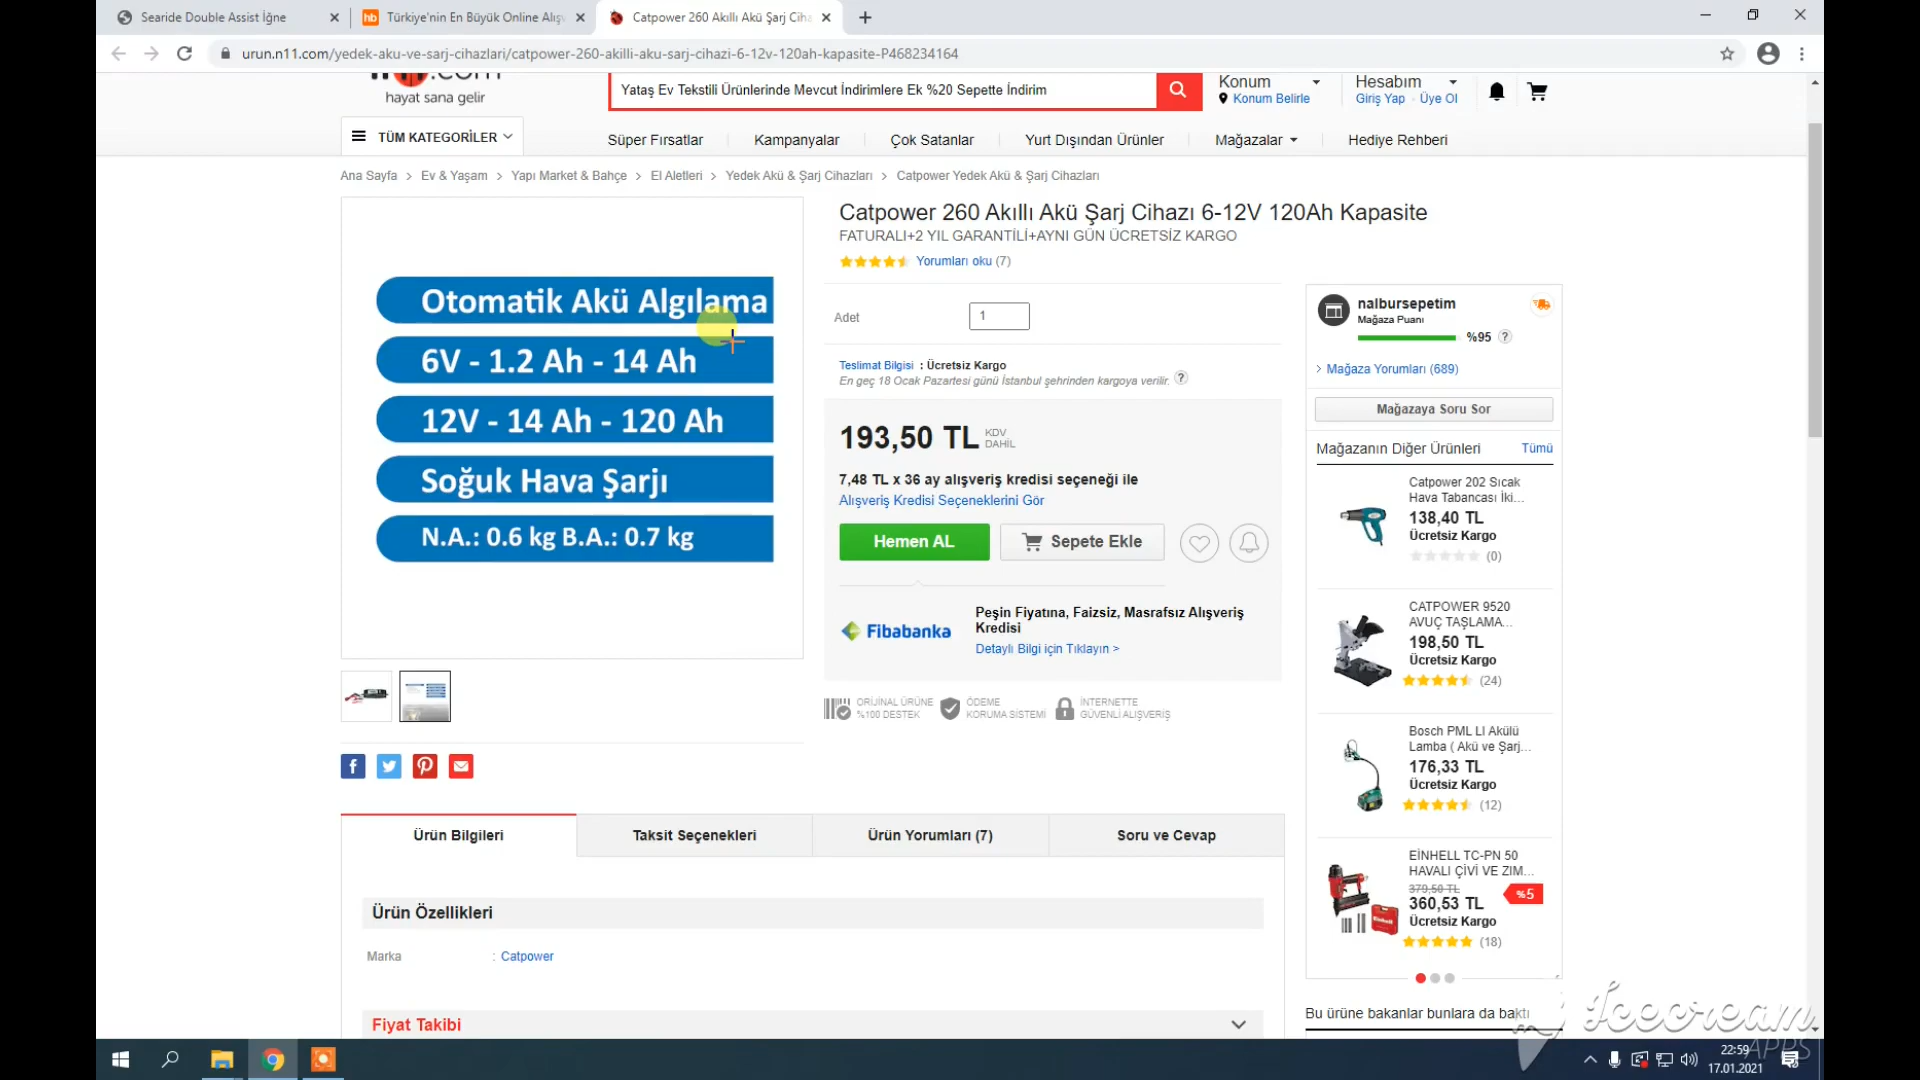 Searide Double Assist İğne
Türkiye'nin En Büyük Online Alış
Catpower 260 Akıllı Akü Şarj Ciha
urun.n11.com/yedek-aku-ve-sarj-cihazlari/catpower-260-akilli-aku-sarj-cihazi-6-12v-120ah-kapasite-P468234164
hayat sana gelir
Yataş Ev Tekstili Ürünlerinde Mevcut İndirimlere Ek %20 Sepette İndirim
Konum
Konum Belirle
Hesabım
Giriş Yap · Üye Ol
TÜM KATEGORİLER
Süper Fırsatlar
Kampanyalar
Çok Satanlar
Yurt Dışından Ürünler
Mağazalar
Hediye Rehberi
Ana Sayfa > Ev & Yaşam > Yapı Market & Bahçe > El Aletleri > Yedek Akü & Şarj Cihazları > Catpower Yedek Akü & Şarj Cihazları
Otomatik Akü Algılama
6V - 1.2 Ah - 14 Ah
12V - 14 Ah - 120 Ah
Soğuk Hava Şarjı
N.A.: 0.6 kg B.A.: 0.7 kg
Catpower 260 Akıllı Akü Şarj Cihazı 6-12V 120Ah Kapasite
FATURALI+2 YIL GARANTİLİ+AYNI GÜN ÜCRETSİZ KARGO
Yorumları oku (7)
Adet
1
Teslimat Bilgisi : Ücretsiz Kargo
En geç 18 Ocak Pazartesi günü İstanbul şehrinden kargoya verilir. ?
193,50 TL KDV
DAHİL
7,48 TL x 36 ay alışveriş kredisi seçeneği ile
Alışveriş Kredisi Seçeneklerini Gör
Hemen AL
Sepete Ekle
Fibabanka
Peşin Fiyatına, Faizsiz, Masrafsız Alışveriş
Kredisi
Detaylı Bilgi için Tıklayın >
ORİJİNAL ÜRÜNE
%100 DESTEK
ÖDEME
KORUMA SİSTEMİ
İNTERNETTE
GÜVENLİ ALIŞVERİŞ
nalbursepetim
Mağaza Puanı
%95 ?
> Mağaza Yorumları (689)
Mağazaya Soru Sor
Mağazanın Diğer Ürünleri
Tümü
Catpower 202 Sıcak
Hava Tabancası İki...
138,40 TL
Ücretsiz Kargo
(0)
CATPOWER 9520
AVUÇ TAŞLAMA...
198,50 TL
Ücretsiz Kargo
(24)
Bosch PML LI Akülü
Lamba ( Akü ve Şarj...
176,33 TL
Ücretsiz Kargo
(12)
EİNHELL TC-PN 50
HAVALI ÇİVİ VE ZIM...
379,50 TL
%5
360,53 TL
Ücretsiz Kargo
(18)
Bu ürüne bakanlar bunlara da baktı
Ürün Bilgileri
Taksit Seçenekleri
Ürün Yorumları (7)
Soru ve Cevap
Ürün Özellikleri
Marka : Catpower
Fiyat Takibi
Icecream
APPS
22:59
17.01.2021